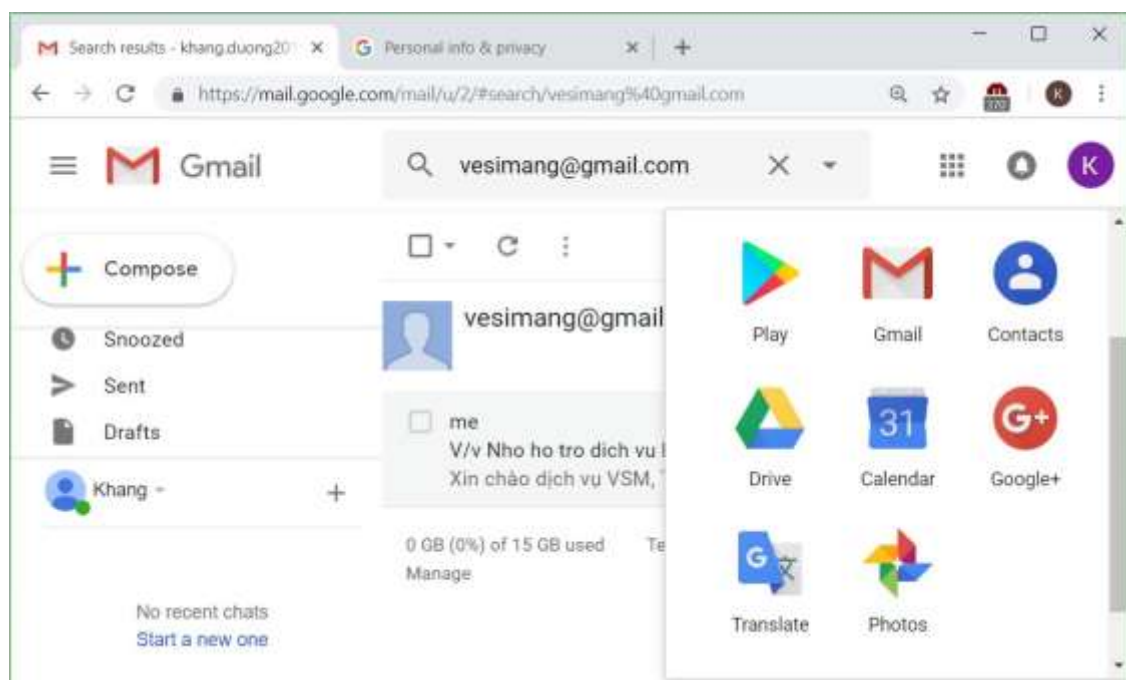 Search results - khang.duong201
Personal info & privacy
https://mail.google.com/mail/u/2/#search/vesimang%40gmail.com
370
K
Gmail
vesimang@gmail.com
K
Compose
Snoozed
Sent
Drafts
Khang
No recent chats
Start a new one
vesimang@gmail
me
V/v Nho ho tro dich vu
Xin chào dịch vụ VSM,
0 GB (0%) of 15 GB used
Te
Manage
Play
Gmail
Contacts
31
G+
Drive
Calendar
Google+
G
Translate
Photos